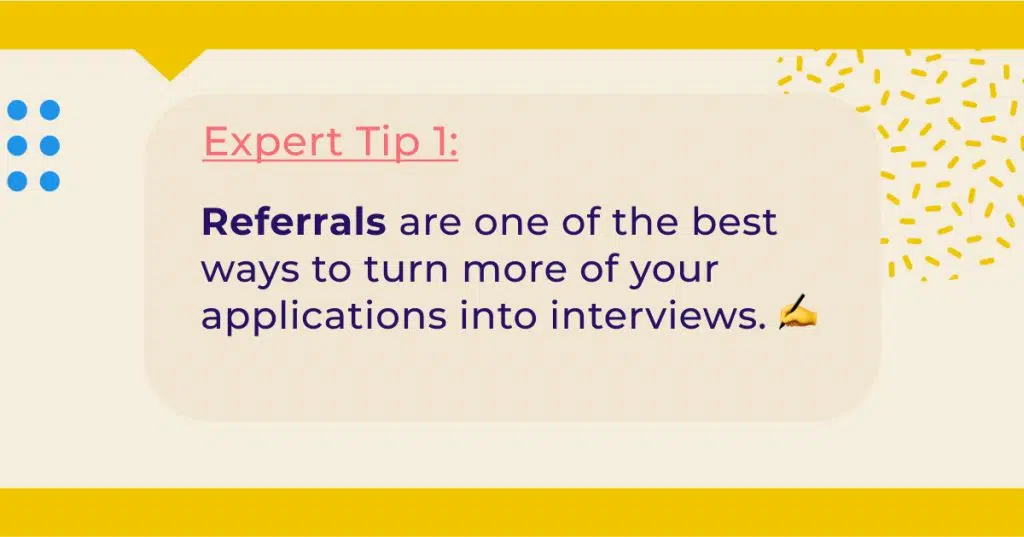 Expert Tip 1:
Referrals are one of the best
ways to turn more of your
applications into interviews. ✍️